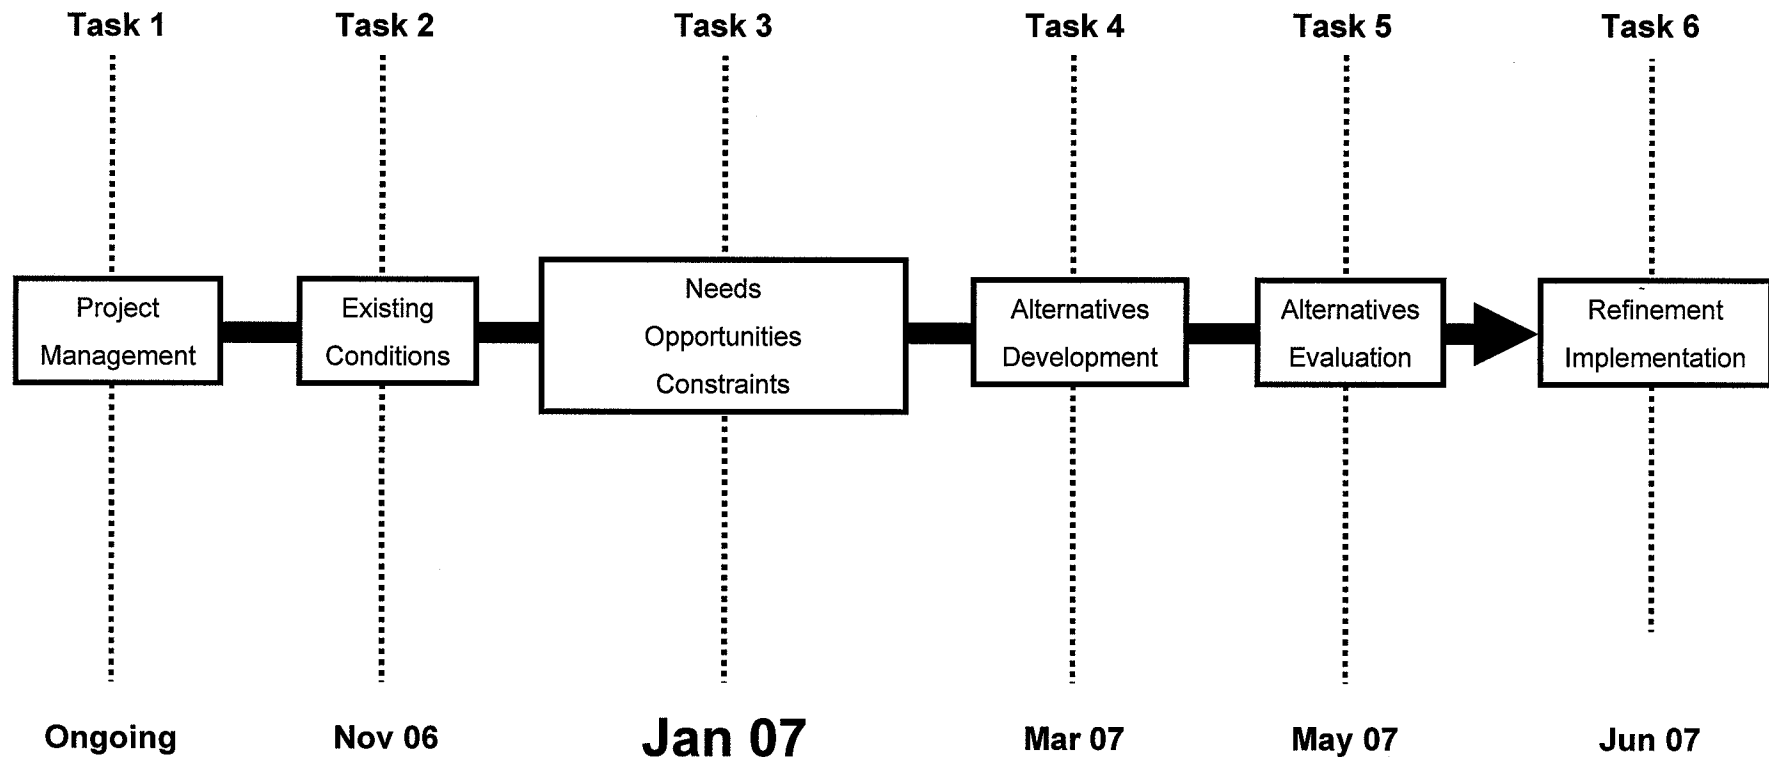 Task 1
Task 2
Task 3
Task 4
Task 5
Task 6
Project
Management
Existing
Conditions
Needs
Opportunities
Constraints
Alternatives
Development
Alternatives
Evaluation
Refinement
Implementation
Ongoing
Nov 06
Jan 07
Mar 07
May 07
Jun 07